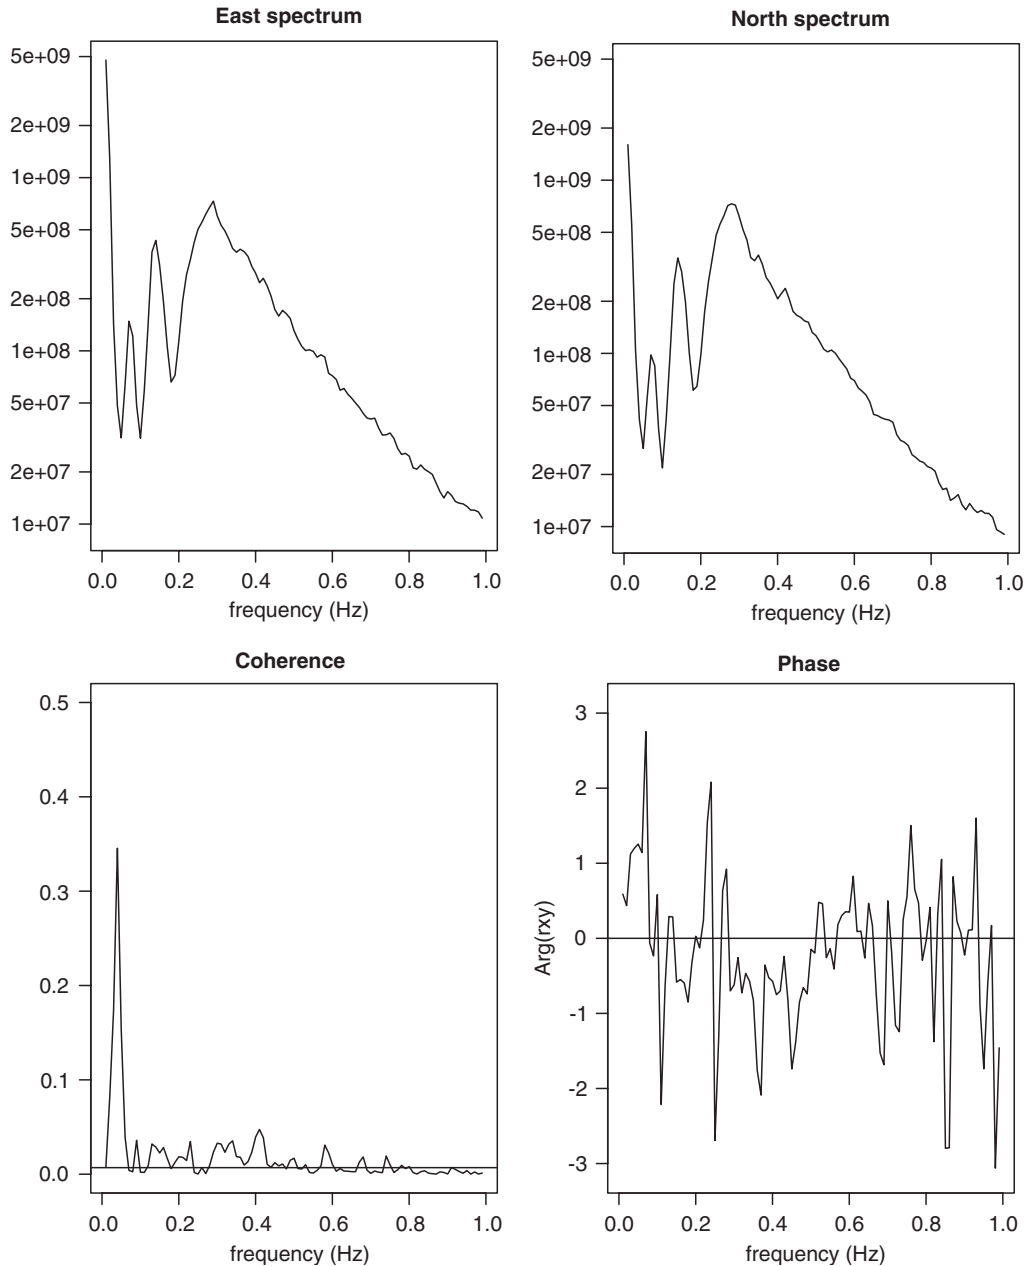 East spectrum
5e+09
2e+09
1e+09
5e+08
2e+08
1e+08
5e+07
2e+07
1e+07
0.0 0.2 0.4 0.6 0.8 1.0
frequency (Hz)
North spectrum
5e+09
2e+09
1e+09
5e+08
2e+08
1e+08
5e+07
2e+07
1e+07
0.0 0.2 0.4 0.6 0.8 1.0
frequency (Hz)
Coherence
0.5
0.4
0.3
0.2
0.1
0.0
0.0 0.2 0.4 0.6 0.8 1.0
frequency (Hz)
Phase
Arg(rxy)
3
2
1
0
-1
-2
-3
0.0 0.2 0.4 0.6 0.8 1.0
frequency (Hz)